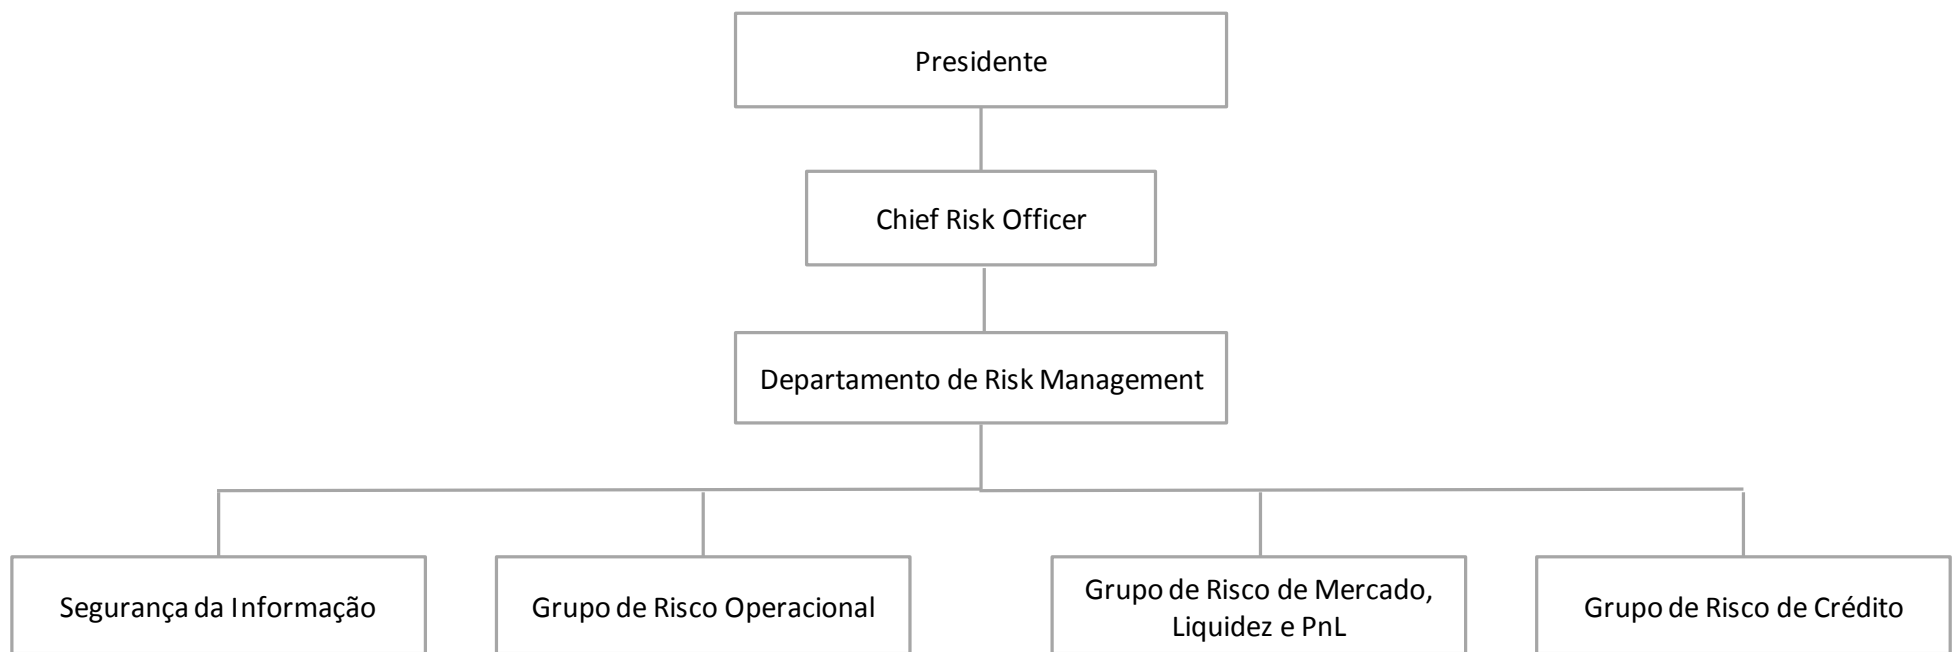 Presidente
Chief Risk Officer
Departamento de Risk Management
Segurança da Informação
Grupo de Risco Operacional
Grupo de Risco de Mercado,
Liquidez e PnL
Grupo de Risco de Crédito